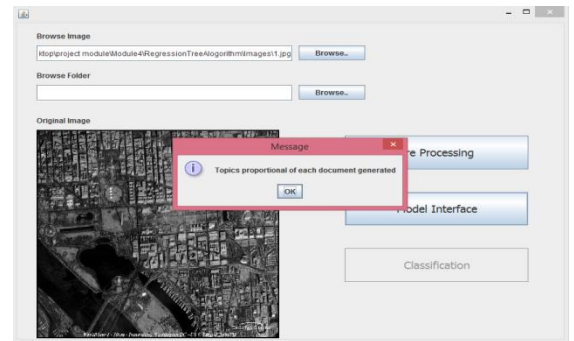 Browse Image
ktop\project module\Module4\RegressionTreeAlogorithm\Images\1.jpg
Browse..
Browse Folder
Browse..
Original Image
Message
Topics proportional of each document generated
OK
re Processing
Model Interface
Classification